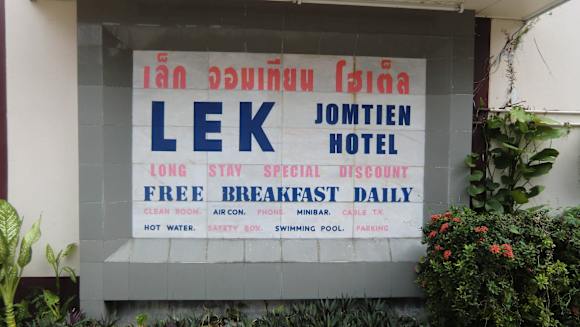 เล็ก จอมเทียน โฮเต็ล
LEK JOMTIEN HOTEL
LONG STAY SPECIAL DISCOUNT
FREE BREAKFAST DAILY
CLEAN ROOM. AIR CON. PHONE. MINIBAR. CABLE T.V.
HOT WATER. SAFETY BOX. SWIMMING POOL. PARKING